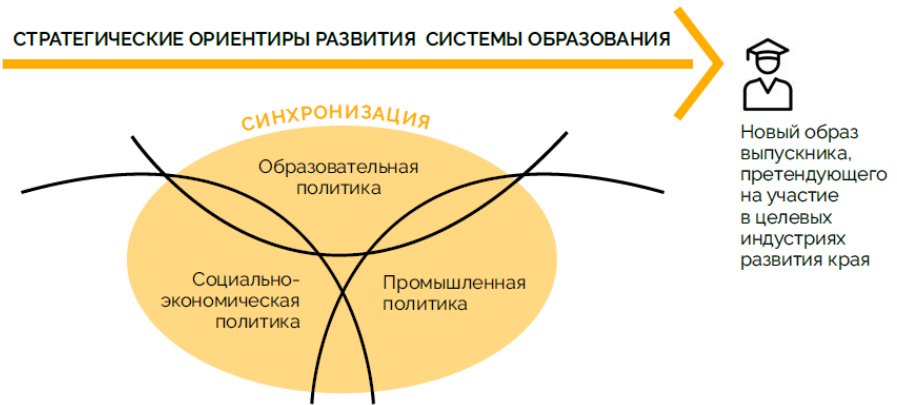 СТРАТЕГИЧЕСКИЕ ОРИЕНТИРЫ РАЗВИТИЯ СИСТЕМЫ ОБРАЗОВАНИЯ
СИНХРОНИЗАЦИЯ
Образовательная
политика
Социально-
экономическая
политика
Промышленная
политика
Новый образ
выпускника,
претендующего
на участие
в целевых
индустриях
развития края